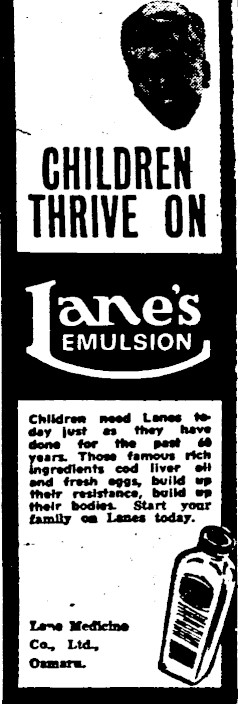 CHILDREN
THRIVE ON
Lane's
EMULSION
Children need Lanes to-
day just as they have
done for the past 60
years. Those famous rich
ingredients cod liver oil
and fresh eggs, build up
their resistance, build up
their bodies. Start your
family on Lanes today.
Lane Medicine
Co., Ltd.,
Oamaru.